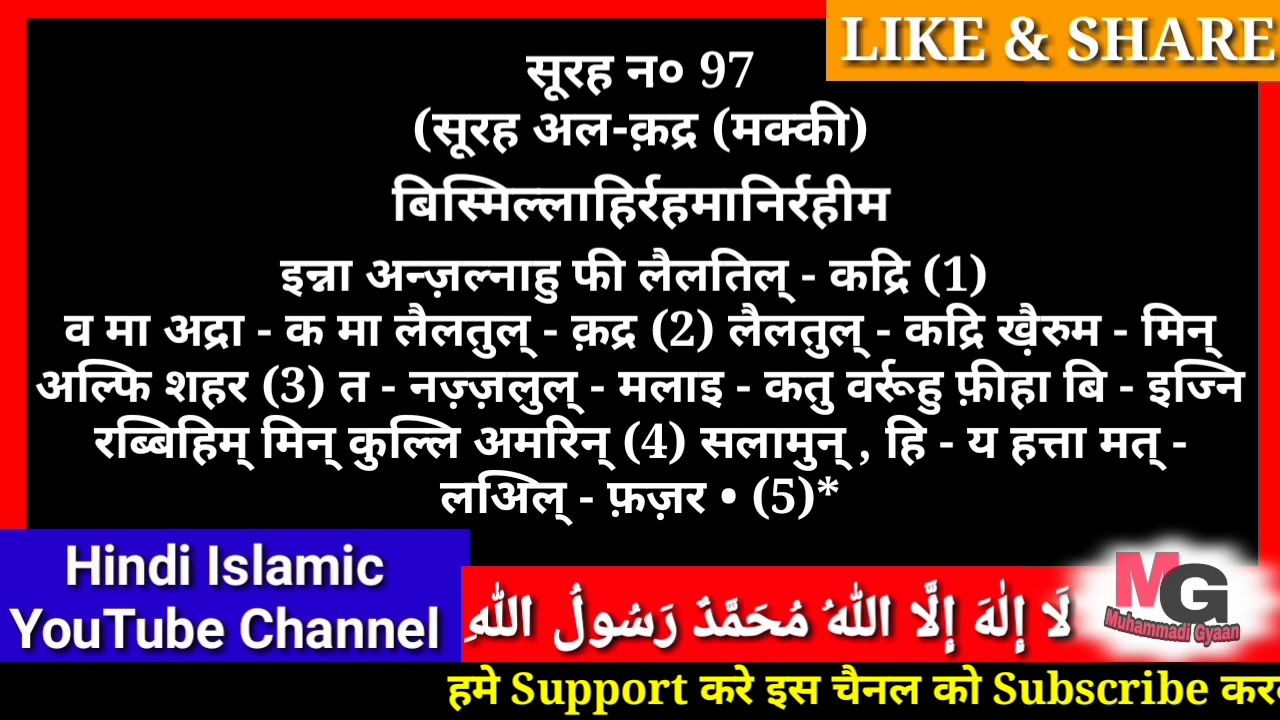 LIKE & SHARE
सूरह न० 97
(सूरह अल-क़द्र (मक्की)
बिस्मिल्लाहिर्रहमानिर्रहीम
इन्ना अन्ज़ल्नाहु फी लैलतिल् - कद्रि (1)
व मा अद्रा - क मा लैलतुल् - क़द्र (2) लैलतुल् - कद्रि खै़रुम - मिन्
अल्फि शहर (3) त - नज़्ज़लुल् - मलाइ - कतु वर्रूहु फ़ीहा बि - इज्नि
रब्बिहिम् मिन् कुल्लि अमरिन् (4) सलामुन् , हि - य हत्ता मत् -
लअिल् - फ़ज़र • (5)*
Hindi Islamic
YouTube Channel
لَا إِلٰهَ إِلَّا اللهُ مُحَمَّدٌ رَسُولُ اللهِ
MG
Muhammadi Gyaan
हमे Support करे इस चैनल को Subscribe कर